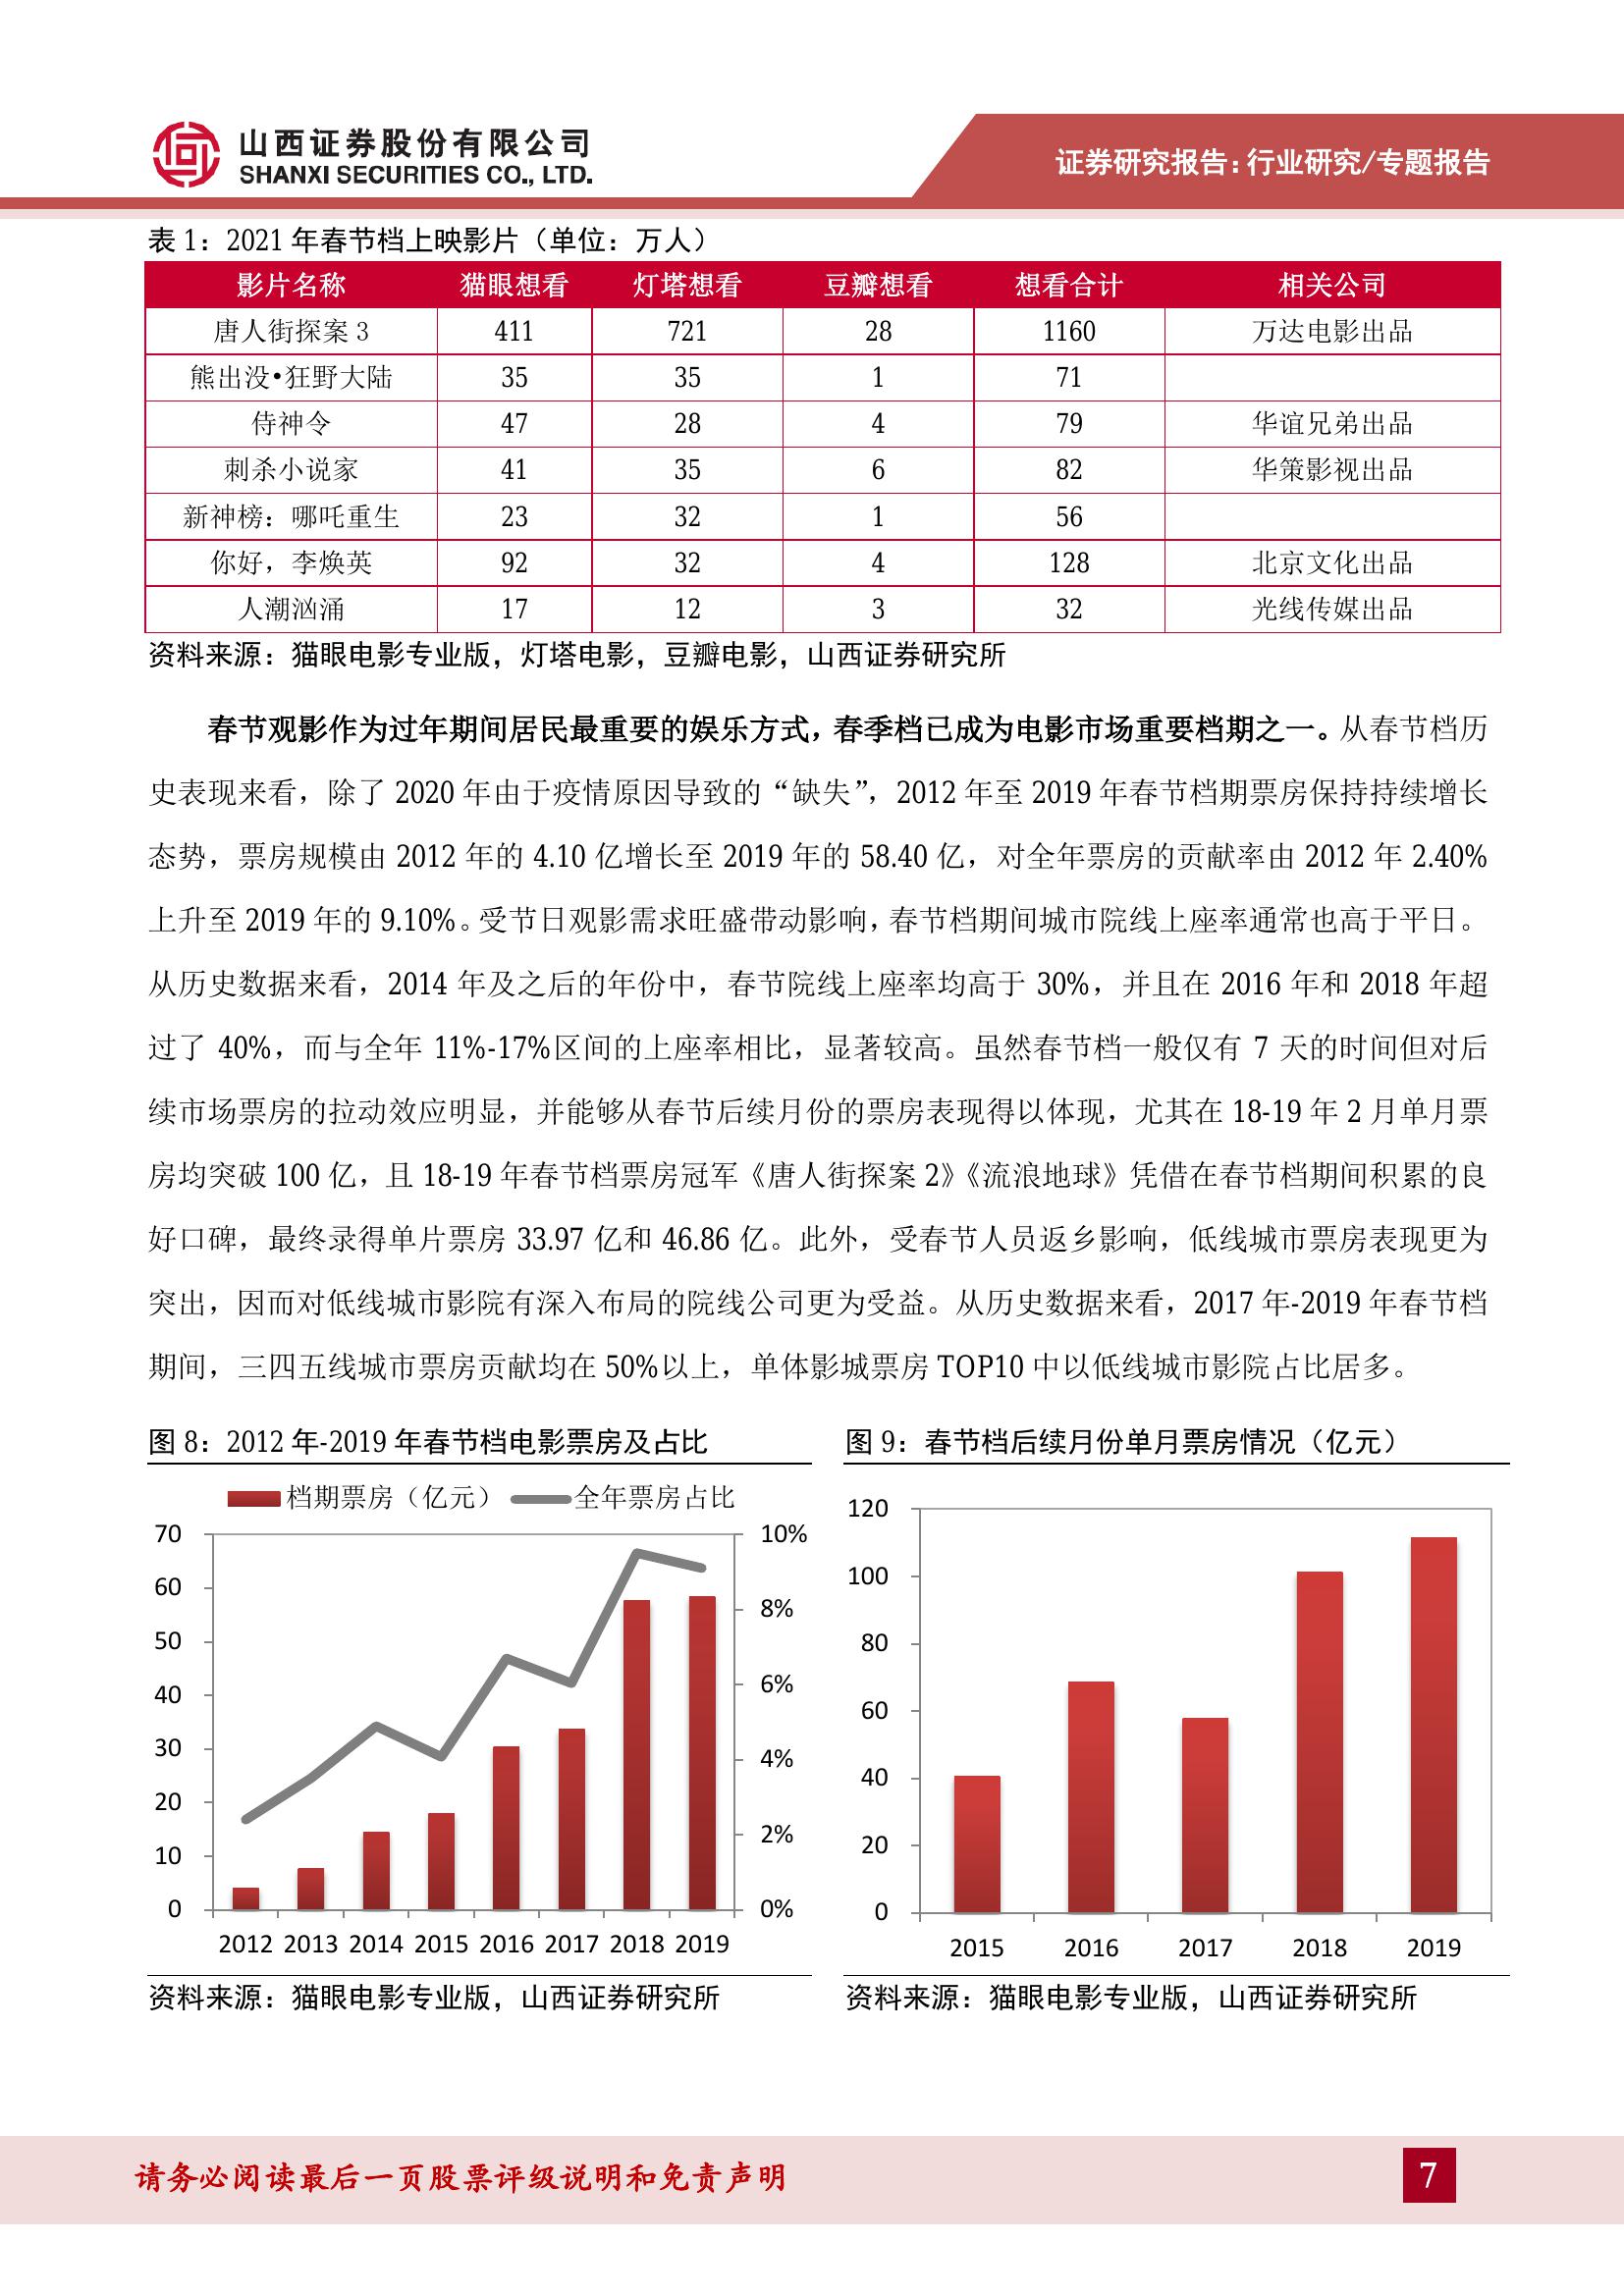 山西证券股份有限公司
SHANXI SECURITIES CO., LTD.
证券研究报告：行业研究/专题报告
表 1：2021 年春节档上映影片（单位：万人）
影片名称 猫眼想看 灯塔想看 豆瓣想看 想看合计 相关公司
唐人街探案 3 411 721 28 1160 万达电影出品
熊出没•狂野大陆 35 35 1 71
侍神令 47 28 4 79 华谊兄弟出品
刺杀小说家 41 35 6 82 华策影视出品
新神榜：哪吒重生 23 32 1 56
你好，李焕英 92 32 4 128 北京文化出品
人潮汹涌 17 12 3 32 光线传媒出品
资料来源：猫眼电影专业版，灯塔电影，豆瓣电影，山西证券研究所
春节观影作为过年期间居民最重要的娱乐方式，春季档已成为电影市场重要档期之一。从春节档历
史表现来看，除了 2020 年由于疫情原因导致的“缺失”，2012 年至 2019 年春节档期票房保持持续增长
态势，票房规模由 2012 年的 4.10 亿增长至 2019 年的 58.40 亿，对全年票房的贡献率由 2012 年 2.40%
上升至 2019 年的 9.10%。受节日观影需求旺盛带动影响，春节档期间城市院线上座率通常也高于平日。
从历史数据来看，2014 年及之后的年份中，春节院线上座率均高于 30%，并且在 2016 年和 2018 年超
过了 40%，而与全年 11%-17%区间的上座率相比，显著较高。虽然春节档一般仅有 7 天的时间但对后
续市场票房的拉动效应明显，并能够从春节后续月份的票房表现得以体现，尤其在 18-19 年 2 月单月票
房均突破 100 亿，且 18-19 年春节档票房冠军《唐人街探案 2》《流浪地球》凭借在春节档期间积累的良
好口碑，最终录得单片票房 33.97 亿和 46.86 亿。此外，受春节人员返乡影响，低线城市票房表现更为
突出，因而对低线城市影院有深入布局的院线公司更为受益。从历史数据来看，2017 年-2019 年春节档
期间，三四五线城市票房贡献均在 50%以上，单体影城票房 TOP10 中以低线城市影院占比居多。
图 8：2012 年-2019 年春节档电影票房及占比
档期票房（亿元） 全年票房占比
70 10%
60
8%
50
40 6%
30
4%
20
2%
10
0 0%
2012 2013 2014 2015 2016 2017 2018 2019
资料来源：猫眼电影专业版，山西证券研究所
图 9：春节档后续月份单月票房情况（亿元）
120
100
80
60
40
20
0
2015 2016 2017 2018 2019
资料来源：猫眼电影专业版，山西证券研究所
请务必阅读最后一页股票评级说明和免责声明
7